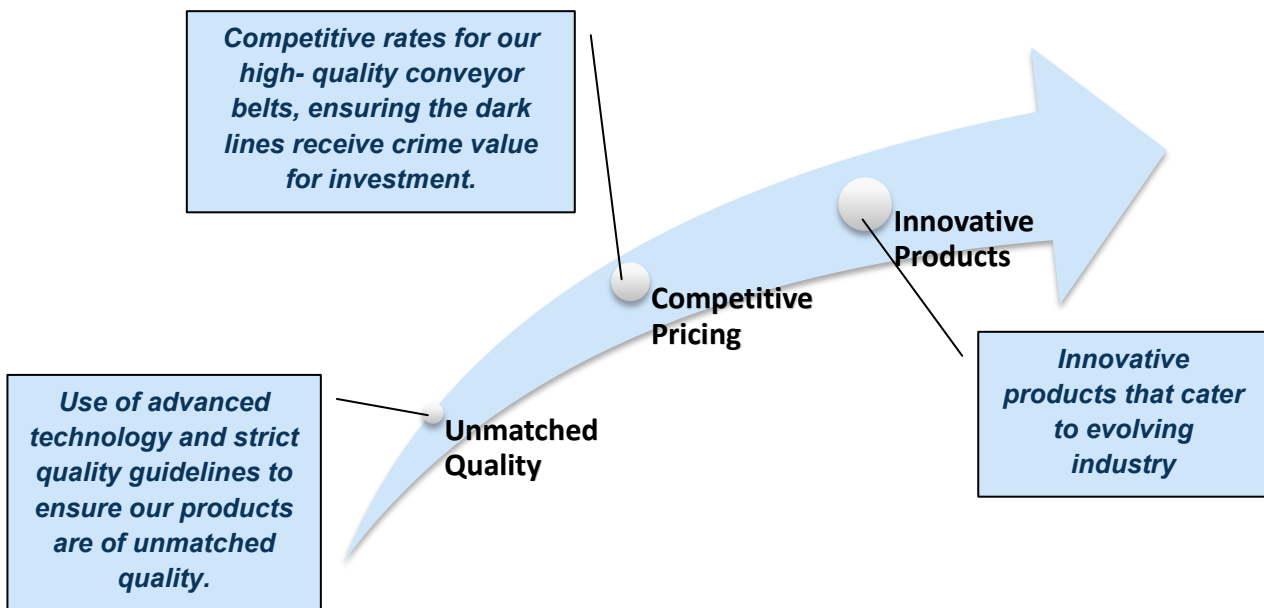 Competitive rates for our
high- quality conveyor
belts, ensuring the dark
lines receive crime value
for investment.
Innovative
Products
Competitive
Pricing
Unmatched
Quality
Use of advanced
technology and strict
quality guidelines to
ensure our products
are of unmatched
quality.
Innovative
products that cater
to evolving
industry